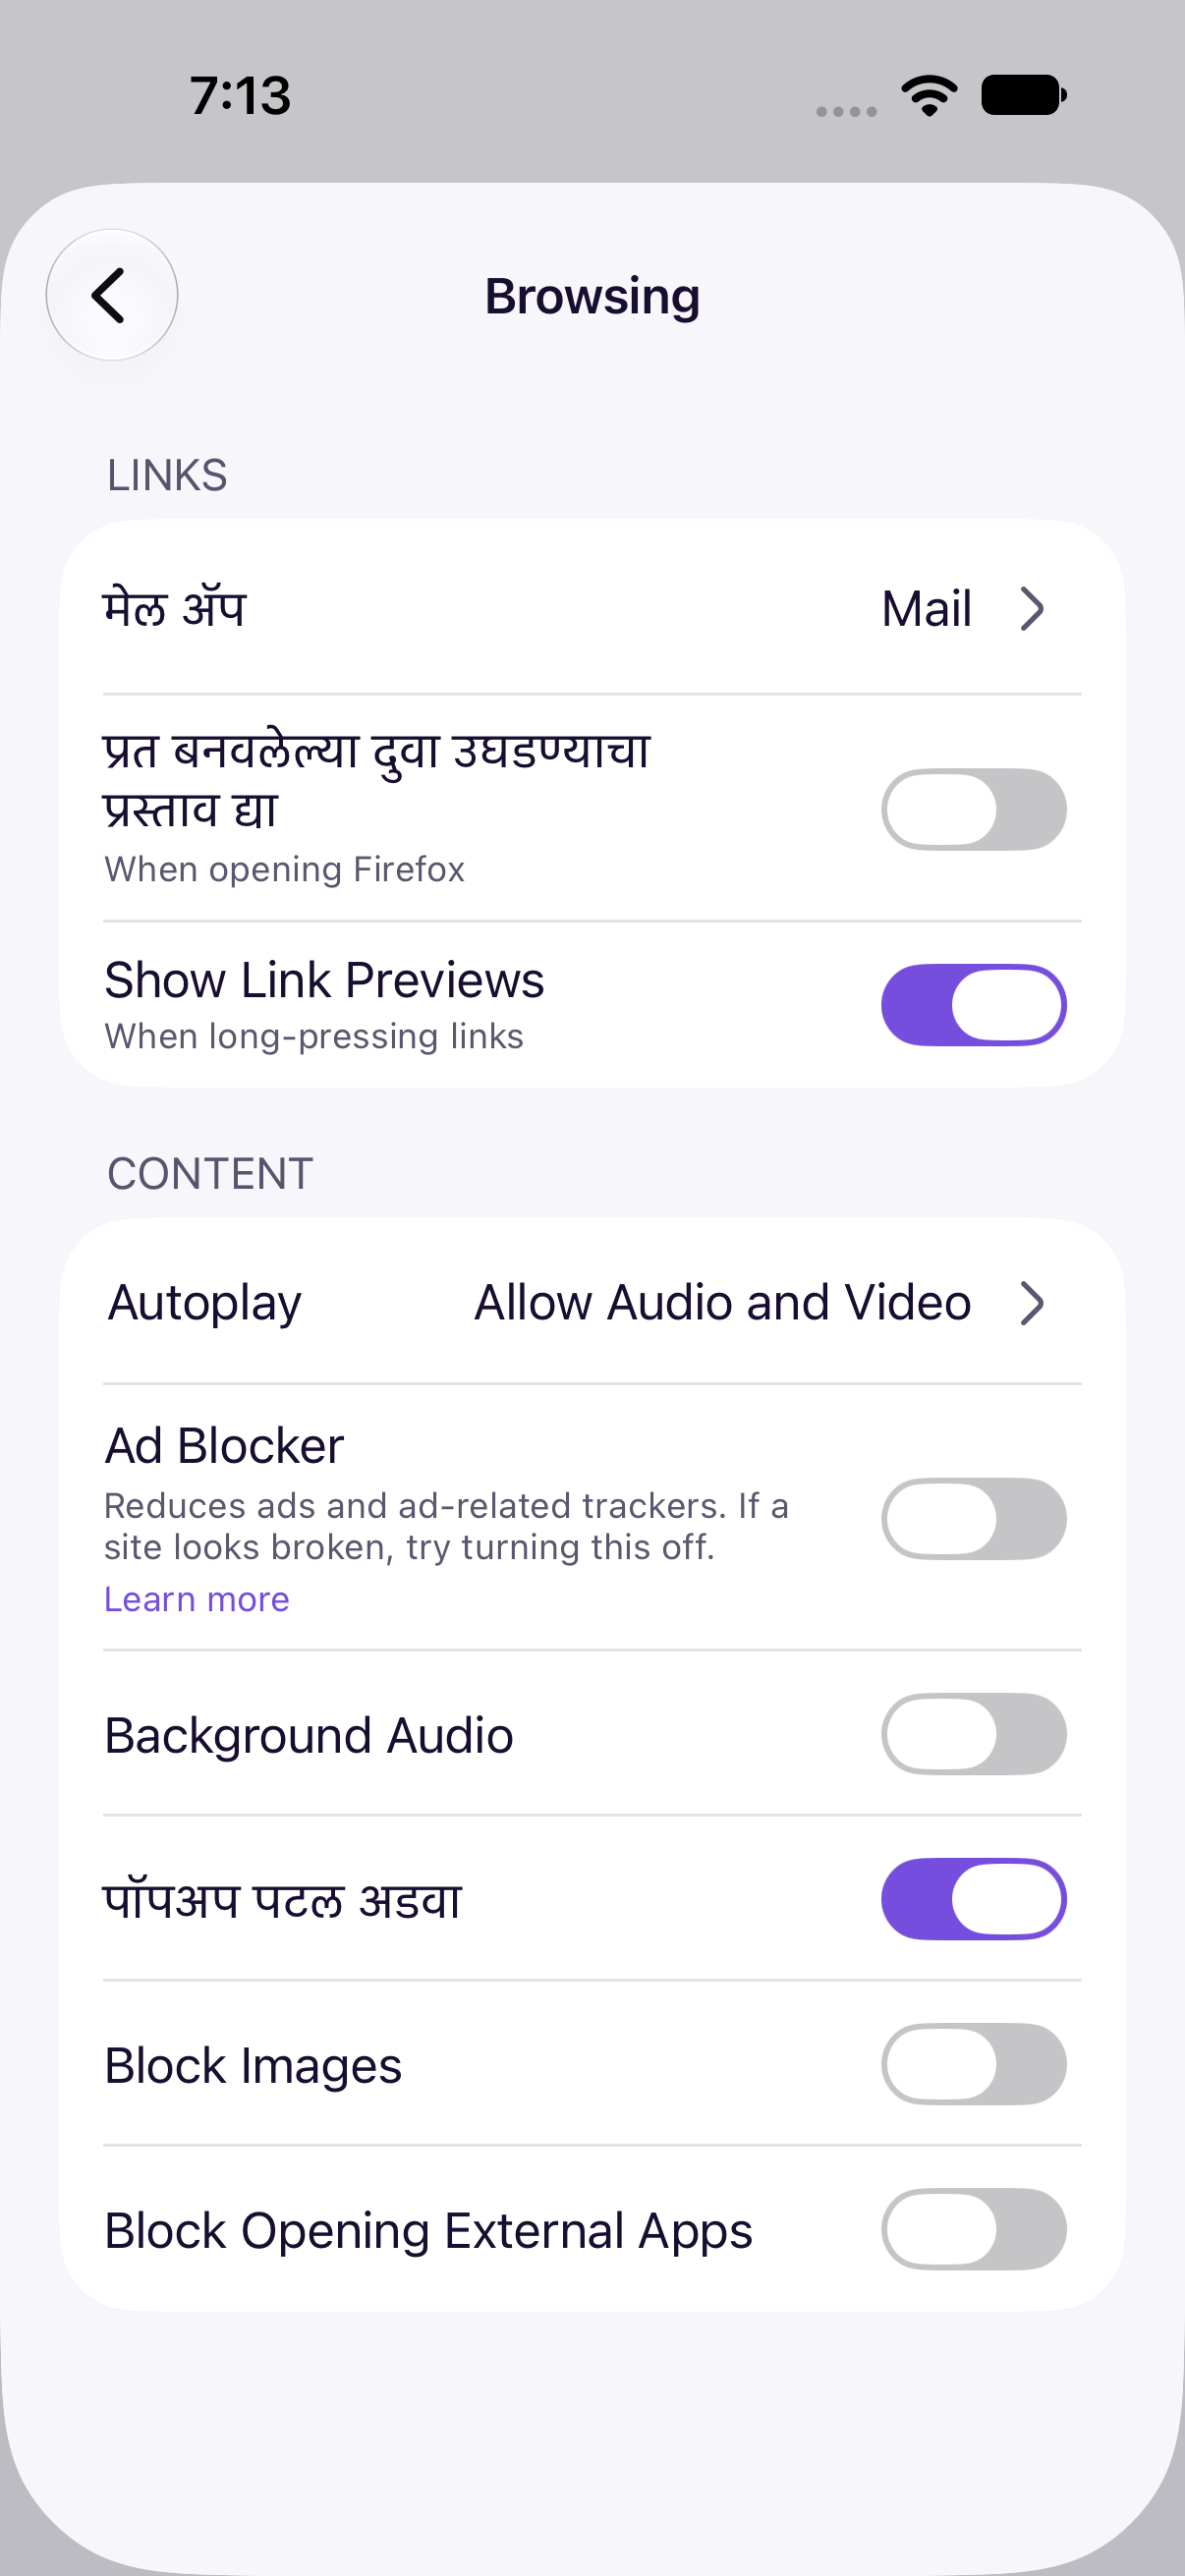 7:13
Browsing
LINKS
मेल ॲप
Mail
प्रत बनवलेल्या दुवा उघडण्याचा
प्रस्ताव द्या
When opening Firefox
Show Link Previews
When long-pressing links
CONTENT
Autoplay
Allow Audio and Video
Ad Blocker
Reduces ads and ad-related trackers. If a
site looks broken, try turning this off.
Learn more
Background Audio
पॉपअप पटल अडवा
Block Images
Block Opening External Apps